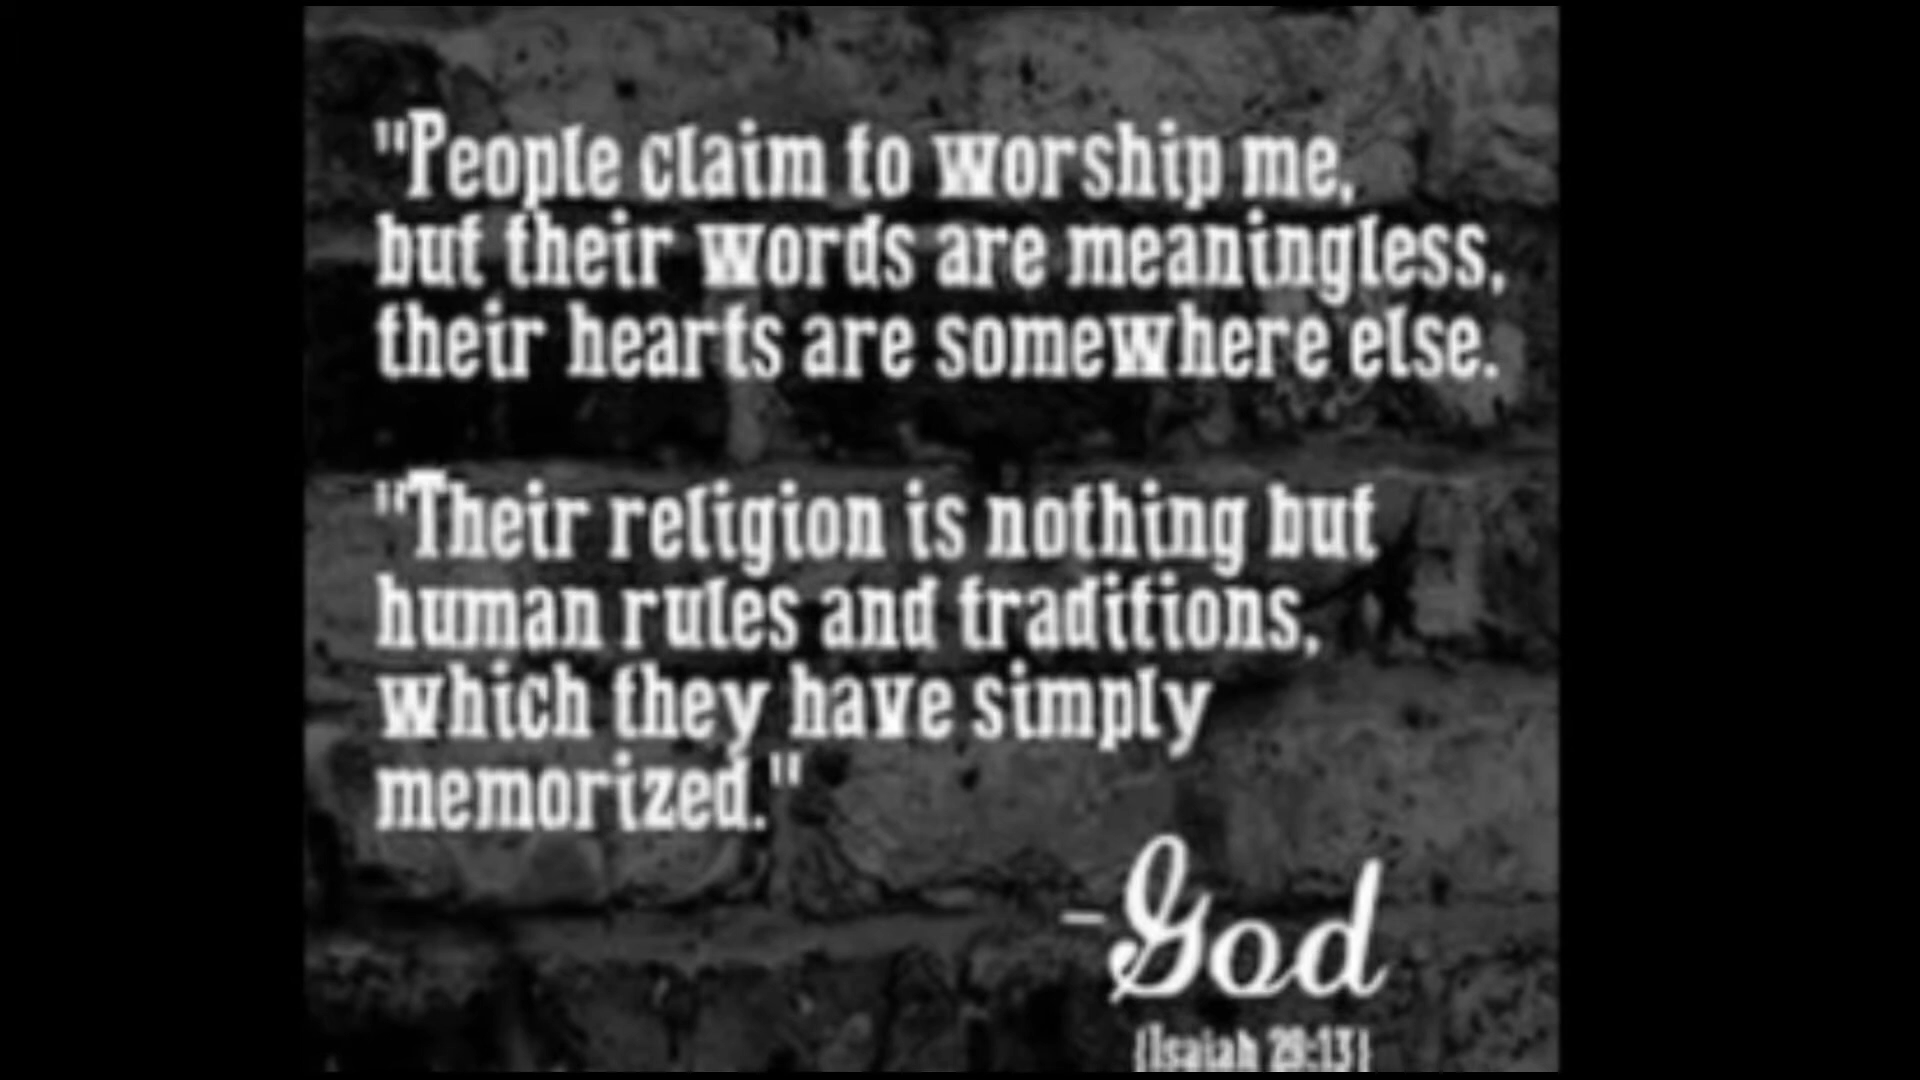 "People claim to worship me,
but their words are meaningless,
their hearts are somewhere else.
"Their religion is nothing but
human rules and traditions,
which they have simply
memorized."
-God
(Isaiah 29:13)